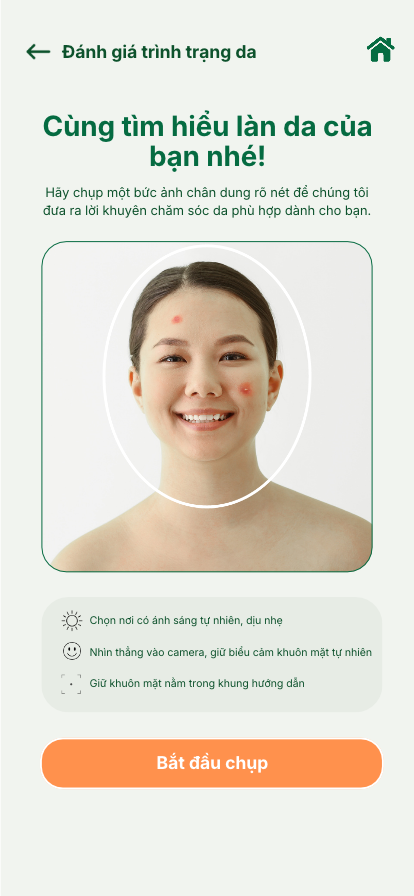 Đánh giá trình trạng da
Cùng tìm hiểu làn da của
bạn nhé!
Hãy chụp một bức ảnh chân dung rõ nét để chúng tôi
đưa ra lời khuyên chăm sóc da phù hợp dành cho bạn.
Chọn nơi có ánh sáng tự nhiên, dịu nhẹ
Nhìn thẳng vào camera, giữ biểu cảm khuôn mặt tự nhiên
Giữ khuôn mặt nằm trong khung hướng dẫn
Bắt đầu chụp